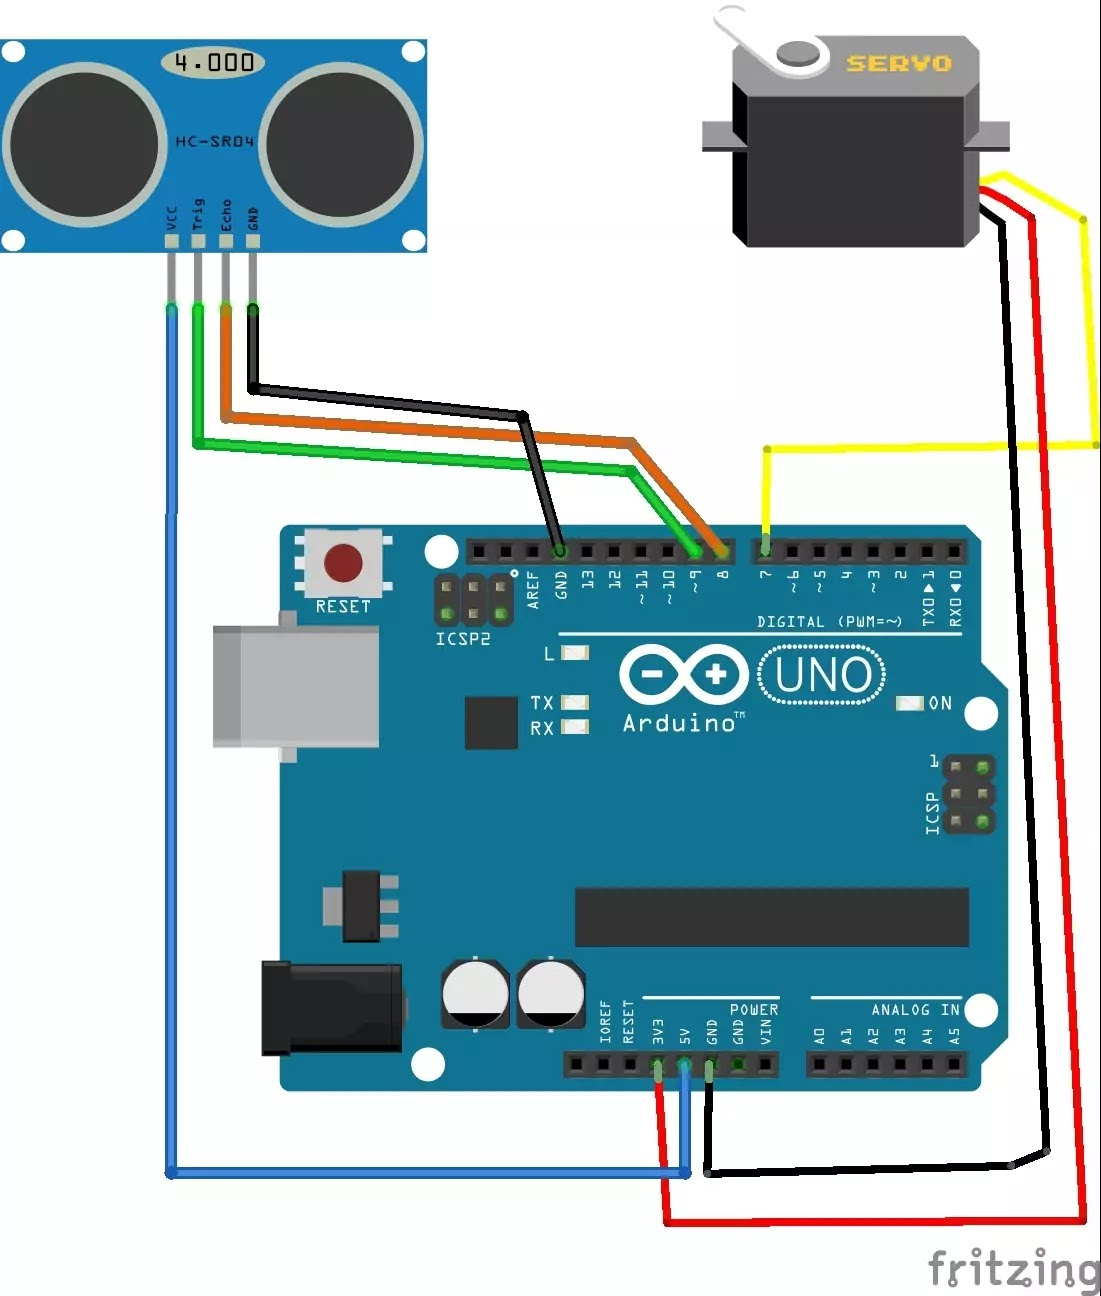 4.000
SERVO
HC-SR04
VCC
Trig
Echo
GND
RESET
ICSP2
AREF
GND
13
12
~11
~10
~9
8
7
~6
~5
4
~3
2
TX0▶1
RX0◀0
DIGITAL (PWM=~)
L
TX
RX
UNO
Arduino™
ON
1
ICSP
IOREF
RESET
3V3
5V
GND
GND
VIN
POWER
ANALOG IN
A0
A1
A2
A3
A4
A5
fritzing